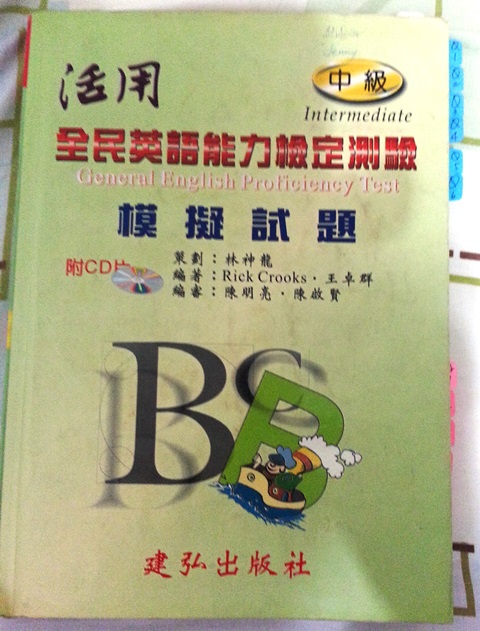 Jenny
活用
中級
Intermediate
全民英語能力檢定測驗
General English Proficiency Test
模擬試題
附CD片
策劃：林神龍
編著：Rick Crooks・王卓群
編審：陳明亮・陳啟賢
BC
B
建弘出版社